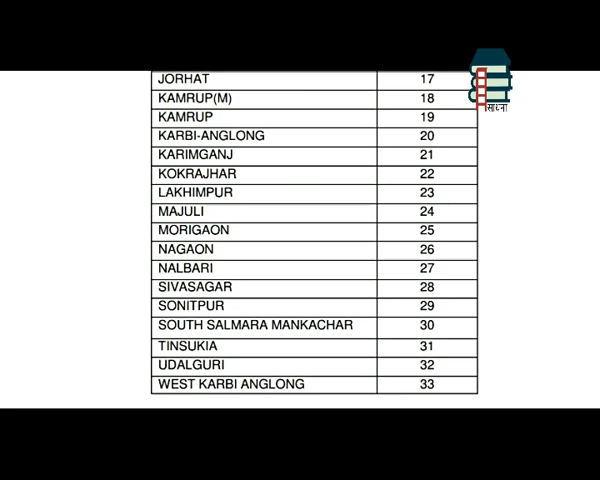 JORHAT 17
KAMRUP(M) 18
KAMRUP 19
KARBI-ANGLONG 20
KARIMGANJ 21
KOKRAJHAR 22
LAKHIMPUR 23
MAJULI 24
MORIGAON 25
NAGAON 26
NALBARI 27
SIVASAGAR 28
SONITPUR 29
SOUTH SALMARA MANKACHAR 30
TINSUKIA 31
UDALGURI 32
WEST KARBI ANGLONG 33